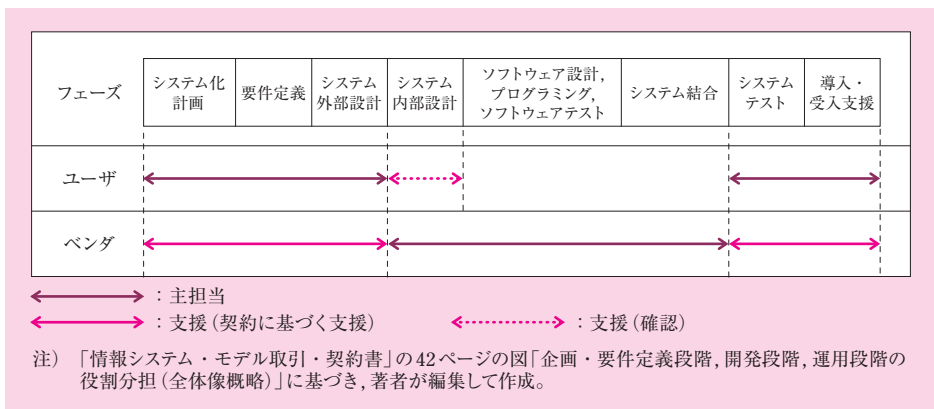 フェーズ
システム化
計画
要件定義
システム
外部設計
システム
内部設計
ソフトウェア設計,
プログラミング,
ソフトウェアテスト
システム結合
システム
テスト
導入・
受入支援
ユーザ
ベンダ
：主担当
：支援(契約に基づく支援)
：支援(確認)
注) 「情報システム・モデル取引・契約書」の42ページの図「企画・要件定義段階,開発段階,運用段階の
役割分担(全体像概略)」に基づき,著者が編集して作成。